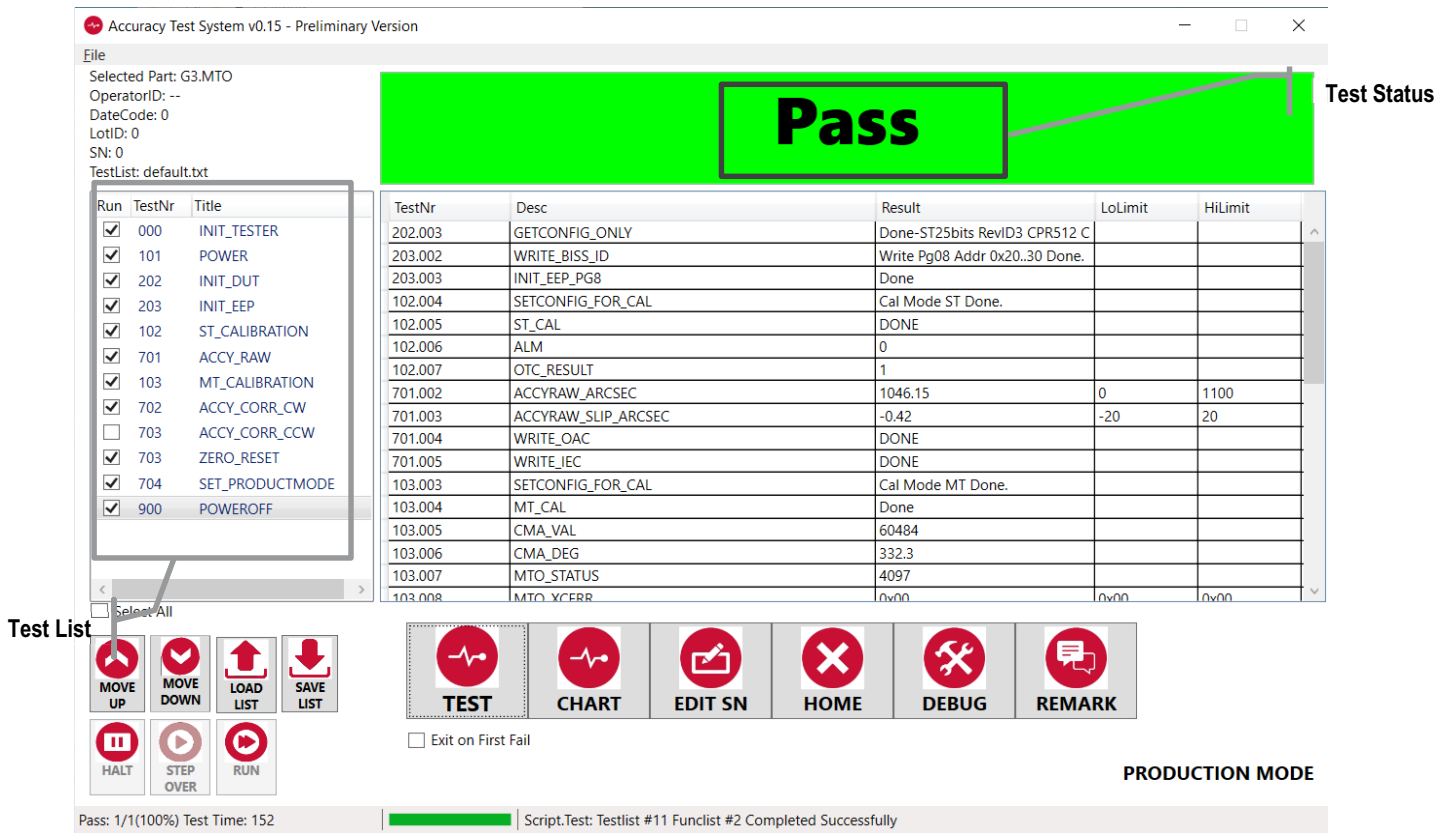 Accuracy Test System v0.15 - Preliminary Version
File
Selected Part: G3.MTO
OperatorID: --
DateCode: 0
LotID: 0
SN: 0
TestList: default.txt
Pass
Test Status
Run TestNr Title
000 INIT_TESTER
101 POWER
202 INIT_DUT
203 INIT_EEP
102 ST_CALIBRATION
701 ACCY_RAW
103 MT_CALIBRATION
702 ACCY_CORR_CW
703 ACCY_CORR_CCW
703 ZERO_RESET
704 SET_PRODUCTMODE
900 POWEROFF
TestNr Desc Result LoLimit HiLimit
202.003 GETCONFIG_ONLY Done-ST25bits RevID3 CPR512 C
203.002 WRITE_BISS_ID Write Pg08 Addr 0x20..30 Done.
203.003 INIT_EEP_PG8 Done
102.004 SETCONFIG_FOR_CAL Cal Mode ST Done.
102.005 ST_CAL DONE
102.006 ALM 0
102.007 OTC_RESULT 1
701.002 ACCYRAW_ARCSEC 1046.15 0 1100
701.003 ACCYRAW_SLIP_ARCSEC -0.42 -20 20
701.004 WRITE_OAC DONE
701.005 WRITE_IEC DONE
103.003 SETCONFIG_FOR_CAL Cal Mode MT Done.
103.004 MT_CAL Done
103.005 CMA_VAL 60484
103.006 CMA_DEG 332.3
103.007 MTO_STATUS 4097
103.008 MTO_XCERR 0x00 0x00 0x00
Select All
Test List
MOVE UP
MOVE DOWN
LOAD LIST
SAVE LIST
HALT
STEP OVER
RUN
TEST
CHART
EDIT SN
HOME
DEBUG
REMARK
Exit on First Fail
PRODUCTION MODE
Pass: 1/1(100%) Test Time: 152
Script.Test: Testlist #11 Funclist #2 Completed Successfully